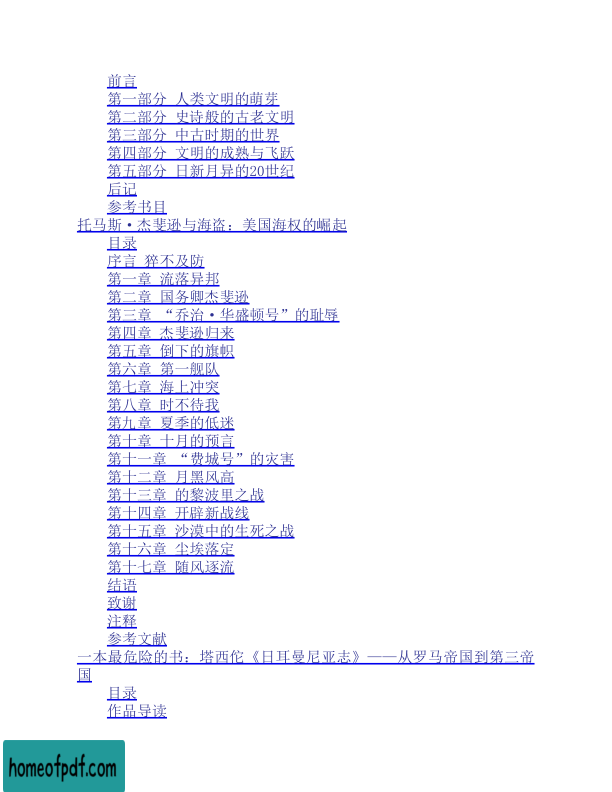 前言
第一部分 人类文明的萌芽
第二部分 史诗般的古老文明
第三部分 中古时期的世界
第四部分 文明的成熟与飞跃
第五部分 日新月异的20世纪
后记
参考书目
托马斯·杰斐逊与海盗：美国海权的崛起
目录
序言 猝不及防
第一章 流落异邦
第二章 国务卿杰斐逊
第三章 “乔治·华盛顿号”的耻辱
第四章 杰斐逊归来
第五章 倒下的旗帜
第六章 第一舰队
第七章 海上冲突
第八章 时不待我
第九章 夏季的低迷
第十章 十月的预言
第十一章 “费城号”的灾害
第十二章 月黑风高
第十三章 的黎波里之战
第十四章 开辟新战线
第十五章 沙漠中的生死之战
第十六章 尘埃落定
第十七章 随风逐流
结语
致谢
注释
参考文献
一本最危险的书：塔西佗《日耳曼尼亚志》——从罗马帝国到第三帝
国
目录
作品导读
homeofpdf.com